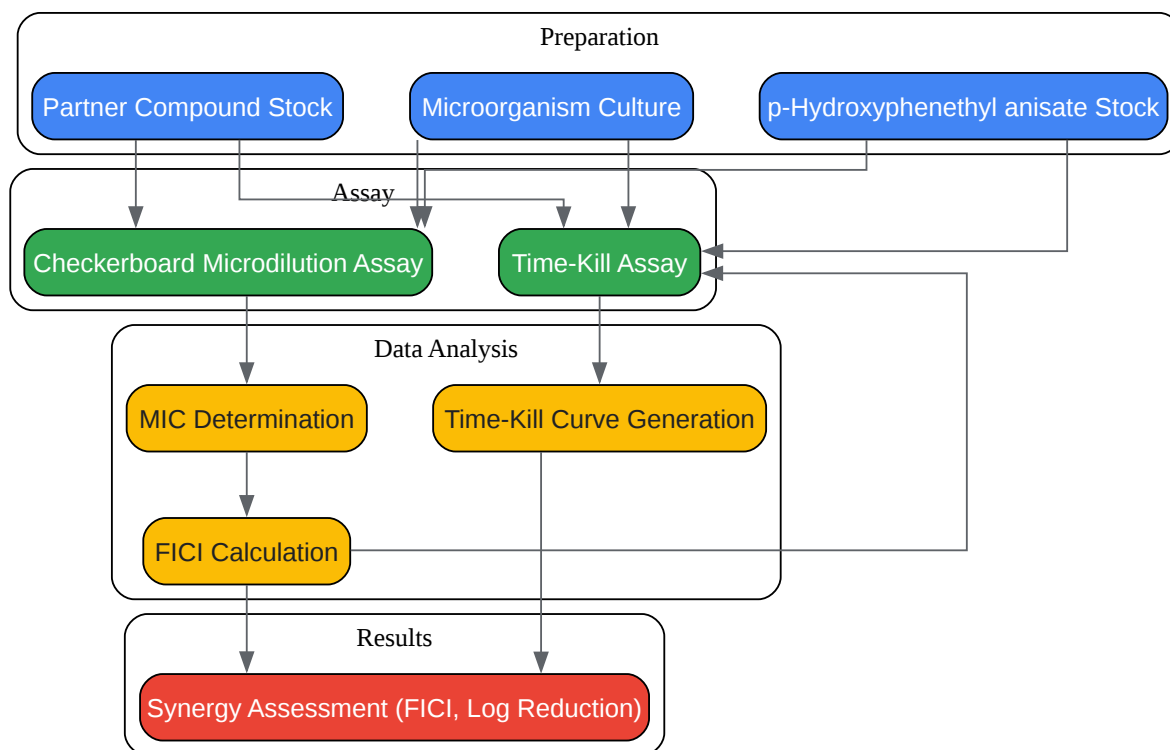 Preparation
Partner Compound Stock
Microorganism Culture
p-Hydroxyphenethyl anisate Stock
Assay
Checkerboard Microdilution Assay
Time-Kill Assay
Data Analysis
MIC Determination
Time-Kill Curve Generation
FICI Calculation
Results
Synergy Assessment (FICI, Log Reduction)